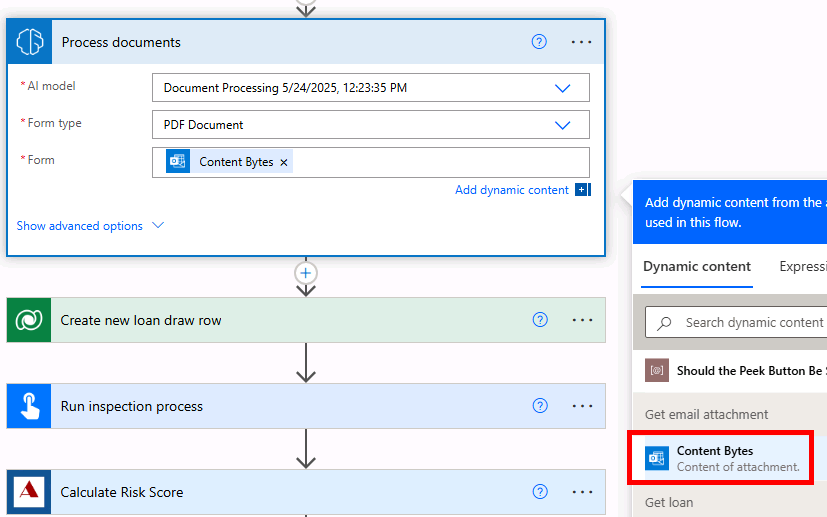 Process documents
* AI model
Document Processing 5/24/2025, 12:23:35 PM
* Form type
PDF Document
* Form
Content Bytes ×
Add dynamic content
Show advanced options
Create new loan draw row
Run inspection process
Calculate Risk Score
Add dynamic content from the a
used in this flow.
Dynamic content
Expressi
Search dynamic content
Should the Peek Button Be S
Get email attachment
Content Bytes
Content of attachment.
Get loan